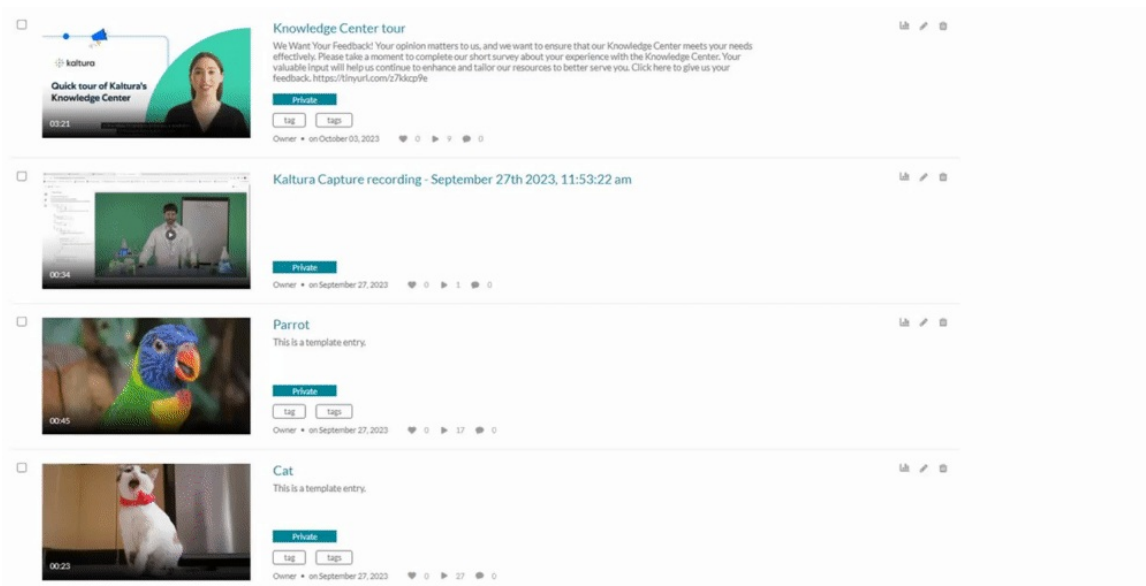 Knowledge Center tour
We Want Your Feedback! Your opinion matters to us, and we want to ensure that our Knowledge Center meets your needs
effectively. Please take a moment to complete our short survey about your experience with the Knowledge Center. Your
valuable input will help us continue to enhance and tailor our resources to better serve you. Click here to give us your
feedback. https://tinyurl.com/z7kkcp9e
kaltura
Quick tour of Kaltura's
Knowledge Center
03:21
Private
tag tags
Owner • on October 03, 2023 0 9 0
Kaltura Capture recording - September 27th 2023, 11:53:22 am
00:34
Private
Owner • on September 27, 2023 0 1 0
Parrot
This is a template entry.
00:45
Private
tag tags
Owner • on September 27, 2023 0 17 0
Cat
This is a template entry.
00:23
Private
tag tags
Owner • on September 27, 2023 0 27 0